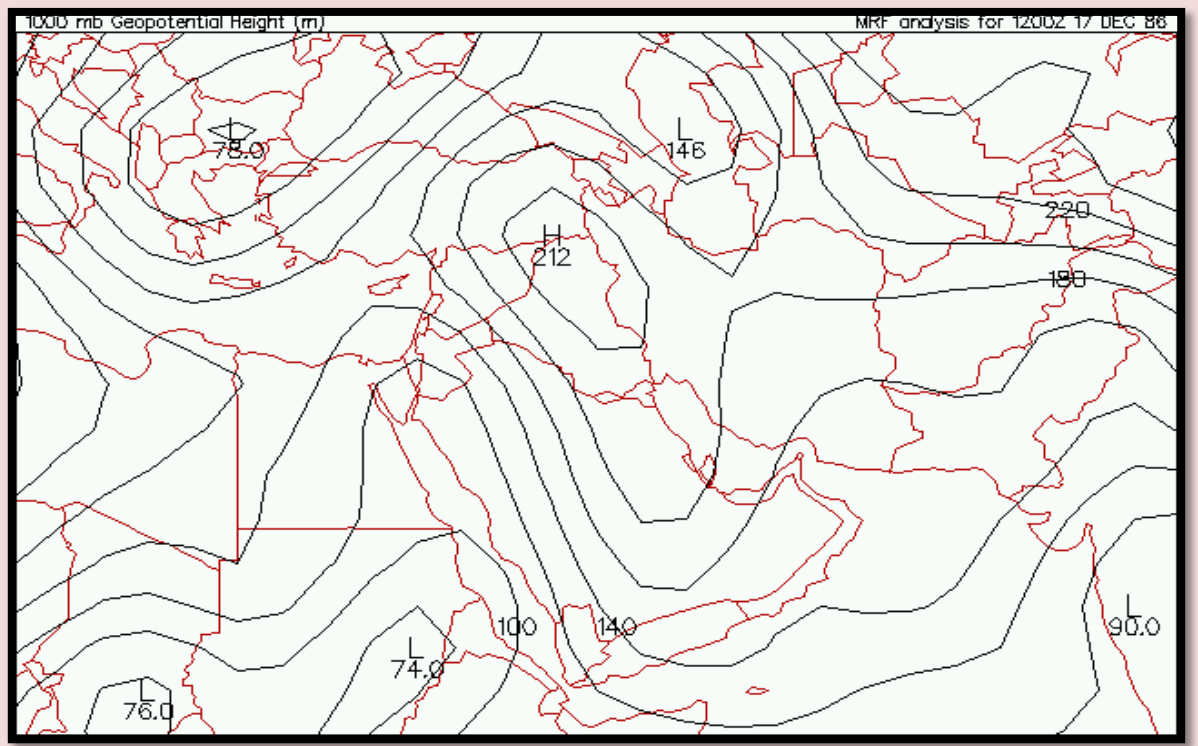 1000 mb Geopotential Height (m) MRF analysis for 1200Z 17 DEC 86
L
78.0
L
146
220
H
212
180
100
140
L
90.0
L
74.0
L
76.0